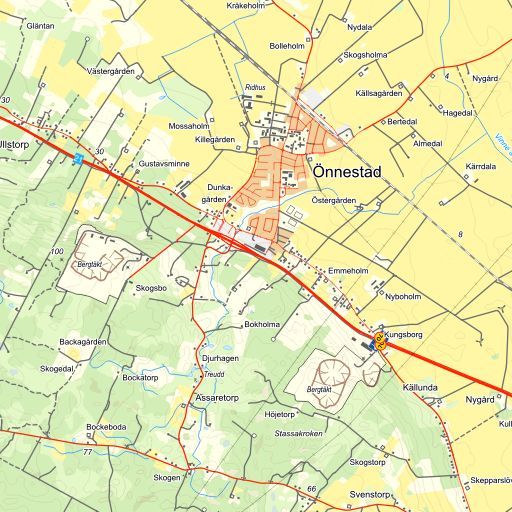 Kråkeholm
Gläntan
Nydala
Bolleholm
Skogsholma
Västergården
Nygård
4
Ridhus
Källsagården
30
Hagedal
Mossaholm
Bertedal
Killegården
Almedal
Ullstorp
30
Gustavsminne
Kärrdala
Önnestad
Dunka-
gården
Östergården
8
100
Bergtäkt
Emmeholm
Skogsbo
Nyboholm
Bokholma
Kungsborg
Backagården
Djurhagen
Skogedal
Treudd
Bockatorp
Bergtäkt
Källunda
Assaretorp
Nygård
Höjetorp
Bockeboda
Stassakroken
77
Skogstorp
Skogen
66
Svenstorp